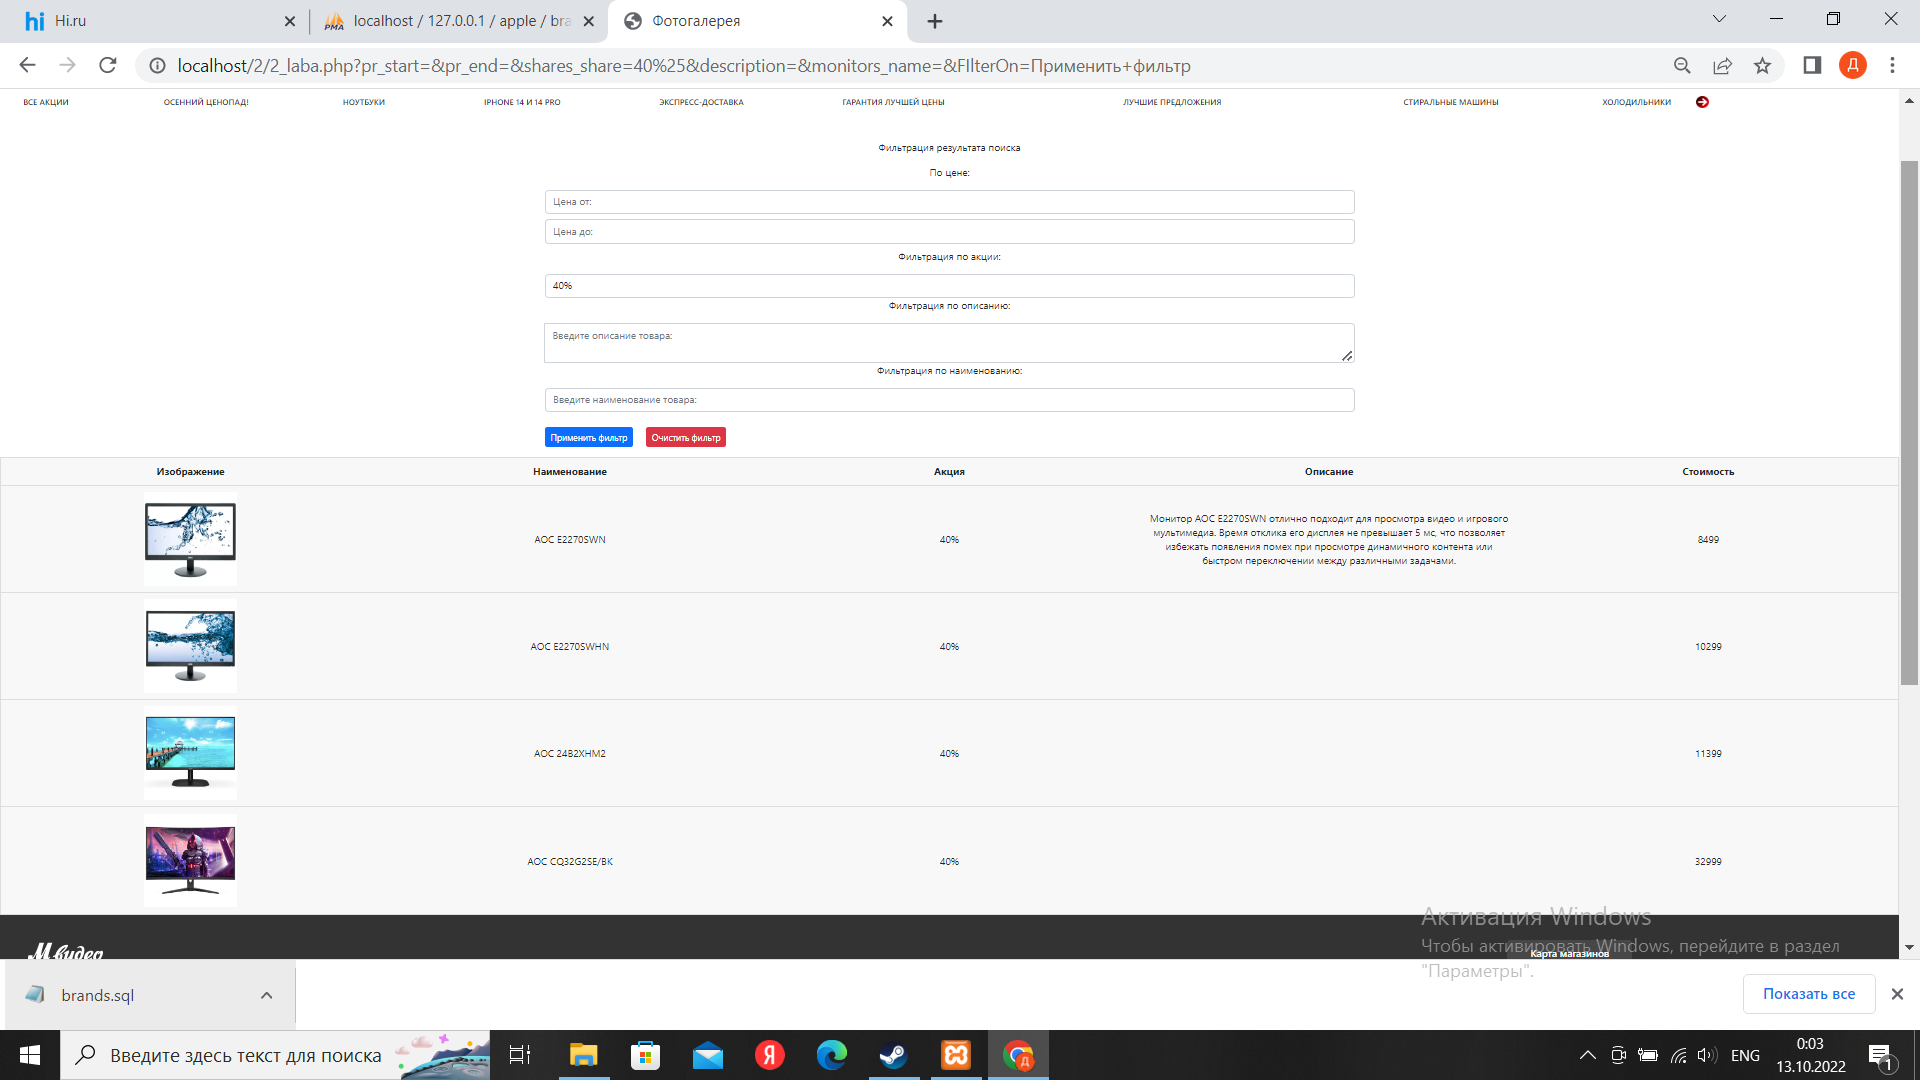 Hi.ru
localhost / 127.0.0.1 / apple / bra
Фотогалерея
localhost/2/2_laba.php?pr_start=&pr_end=&shares_share=40%25&description=&monitors_name=&FIlterOn=Применить+фильтр
Д
ВСЕ АКЦИИ
ОСЕННИЙ ЦЕНОПАД!
НОУТБУКИ
IPHONE 14 И 14 PRO
ЭКСПРЕСС-ДОСТАВКА
ГАРАНТИЯ ЛУЧШЕЙ ЦЕНЫ
ЛУЧШИЕ ПРЕДЛОЖЕНИЯ
СТИРАЛЬНЫЕ МАШИНЫ
ХОЛОДИЛЬНИКИ
Фильтрация результата поиска
По цене:
Цена от:
Цена до:
Фильтрация по акции:
40%
Фильтрация по описанию:
Введите описание товара:
Фильтрация по наименованию:
Введите наименование товара:
Применить фильтр
Очистить фильтр
Изображение Наименование Акция Описание Стоимость
AOC E2270SWN
40%
Монитор AOC E2270SWN отлично подходит для просмотра видео и игрового
мультимедиа. Время отклика его дисплея не превышает 5 мс, что позволяет
избежать появления помех при просмотре динамичного контента или
быстром переключении между различными задачами.
8499
AOC E2270SWHN 40% 10299
AOC 24B2XHM2 40% 11399
AOC CQ32G2SE/BK 40% 32999
М.видео
Карта магазинов
Активация Windows
Чтобы активировать Windows, перейдите в раздел
"Параметры".
brands.sql
Показать все
Введите здесь текст для поиска
ENG
0:03
13.10.2022
1